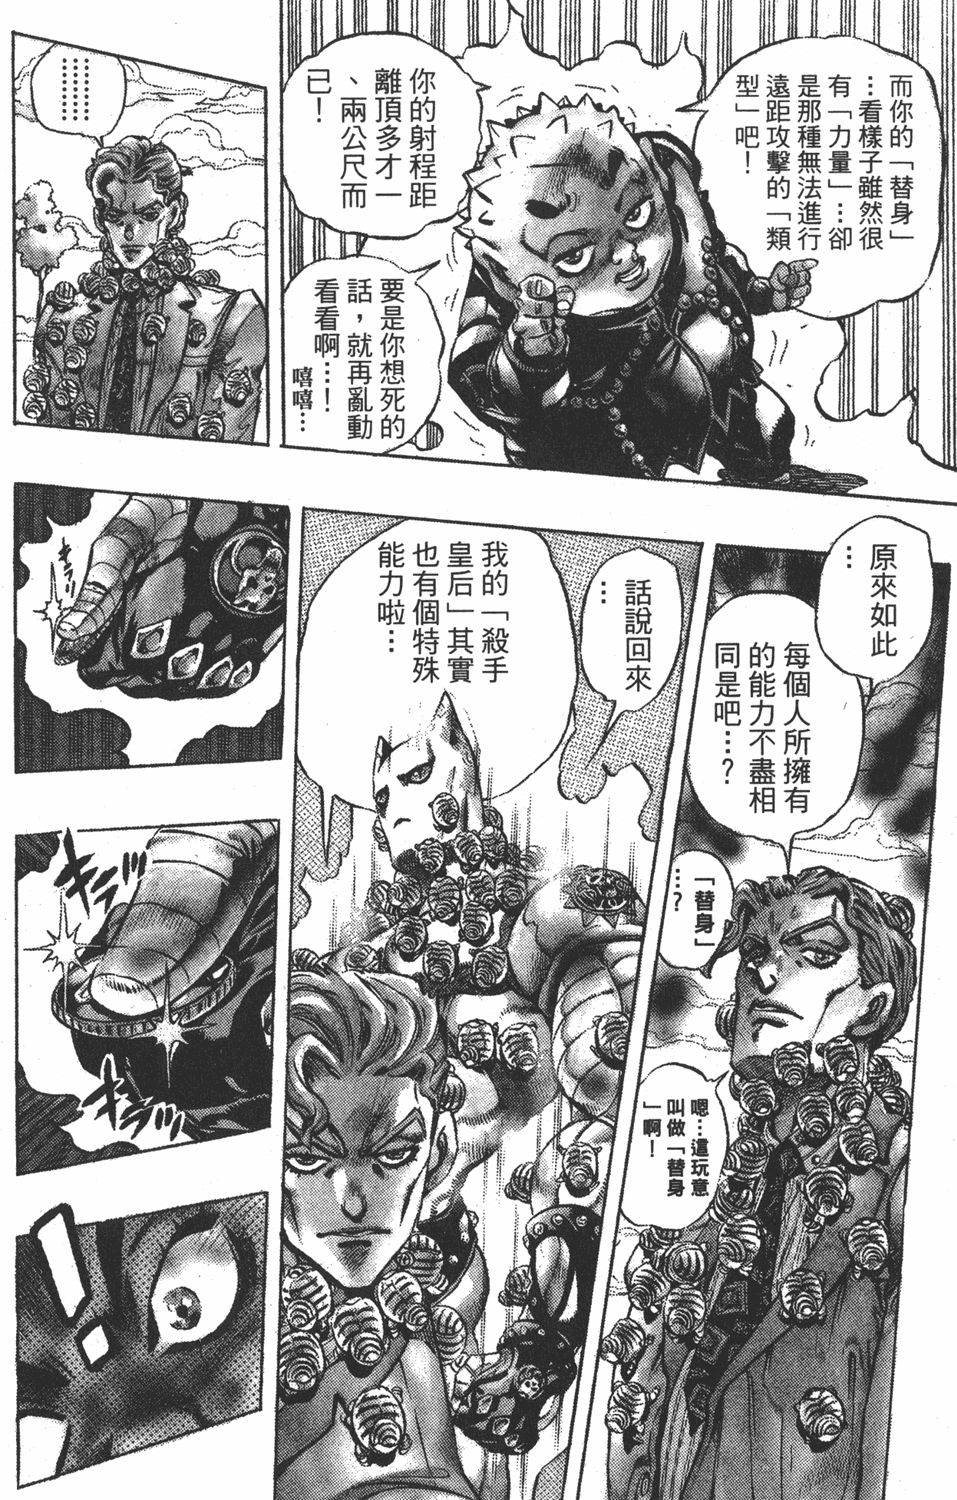 而你的「替身」
…看樣子雖然很
有「力量」…卻
是那種無法進行
遠距攻擊的「類
型」吧！
你的射程距
離頂多才一
、兩公尺而
已！
要是你想死的
話，就再亂動
看看啊…！
嘻嘻…
………
原來如此
…
每個人所擁有
的能力不盡相
同是吧…？
「替身」
…？
嗯…這玩意
叫做「替身
」啊！
話說回來
…
我的「殺手
皇后」其實
也有個特殊
能力啦…
キラッ
キラッ
キラッ
！